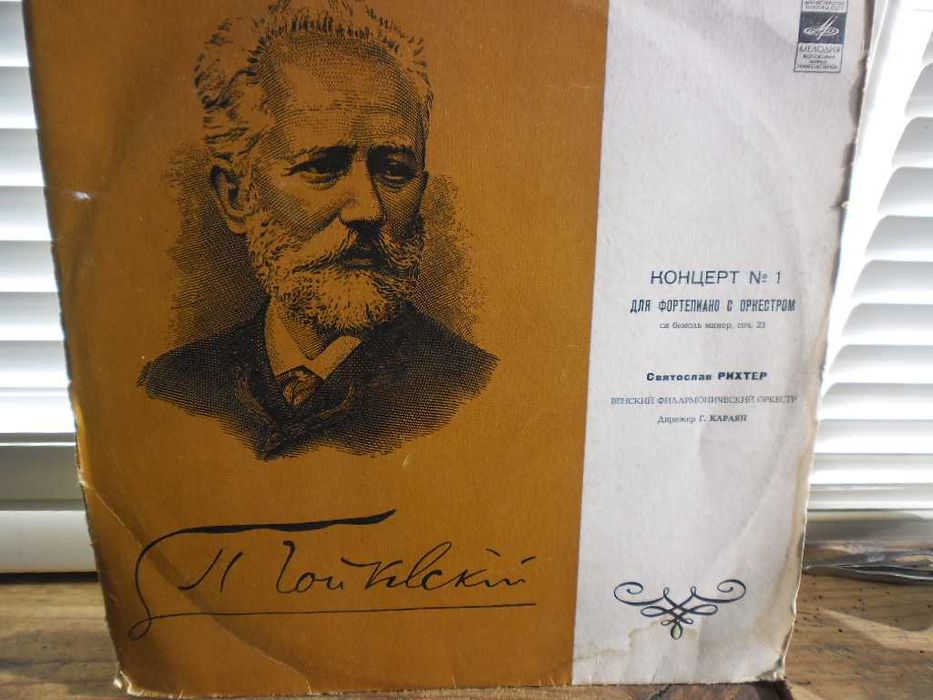 МЕЛОДИЯ
КОНЦЕРТ № 1
ДЛЯ ФОРТЕПИАНО С ОРКЕСТРОМ
си бемоль минор, соч. 23
Святослав РИХТЕР
ВЕНСКИЙ ФИЛАРМОНИЧЕСКИЙ ОРКЕСТР
Дирижер Г. КАРАЯН
П Чайковскій